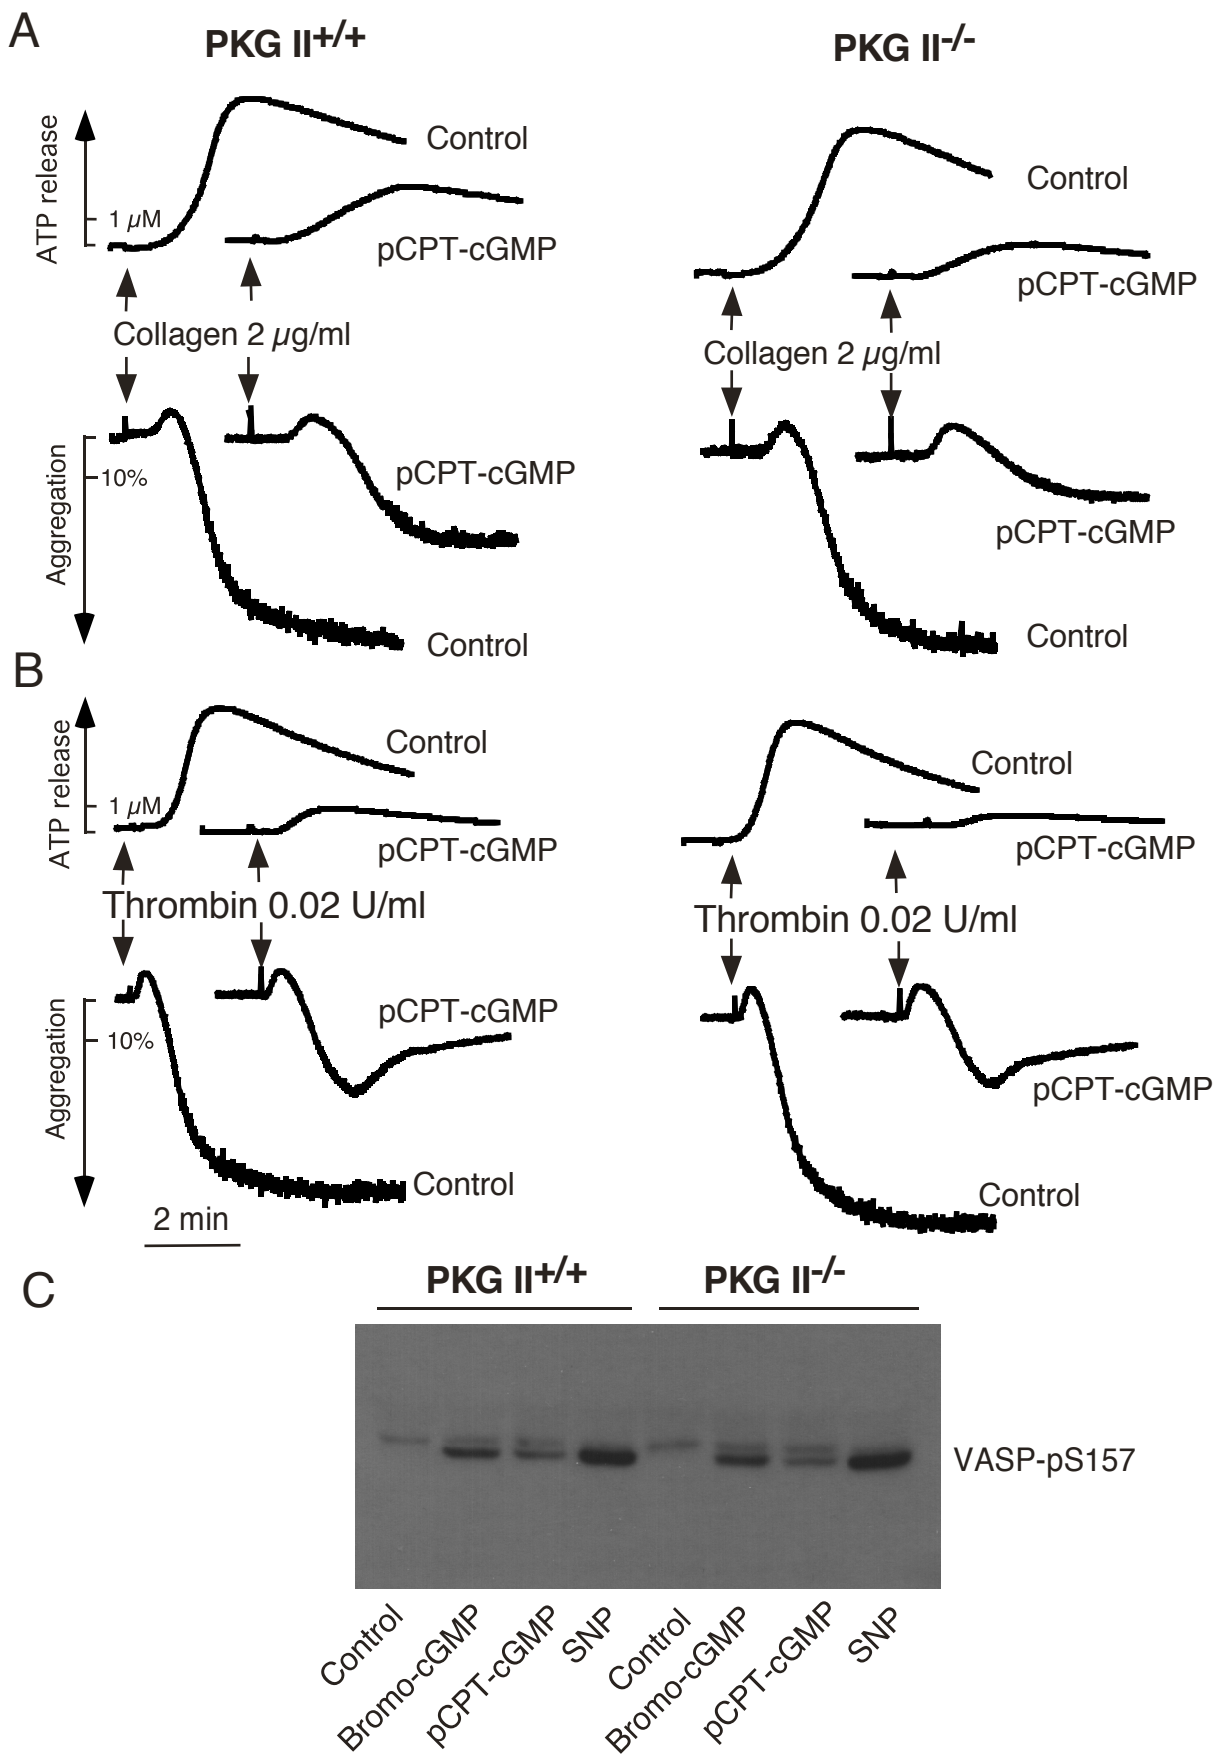 A
PKG II+/+
PKG II-/-
ATP release
1 µM
Control
pCPT-cGMP
Control
pCPT-cGMP
Collagen 2 µg/ml
Collagen 2 µg/ml
Aggregation
10%
pCPT-cGMP
Control
pCPT-cGMP
Control
B
ATP release
1 µM
Control
pCPT-cGMP
Control
pCPT-cGMP
Thrombin 0.02 U/ml
Thrombin 0.02 U/ml
Aggregation
10%
pCPT-cGMP
Control
pCPT-cGMP
Control
2 min
C
PKG II+/+
PKG II-/-
VASP-pS157
Control
Bromo-cGMP
pCPT-cGMP
SNP
Control
Bromo-cGMP
pCPT-cGMP
SNP